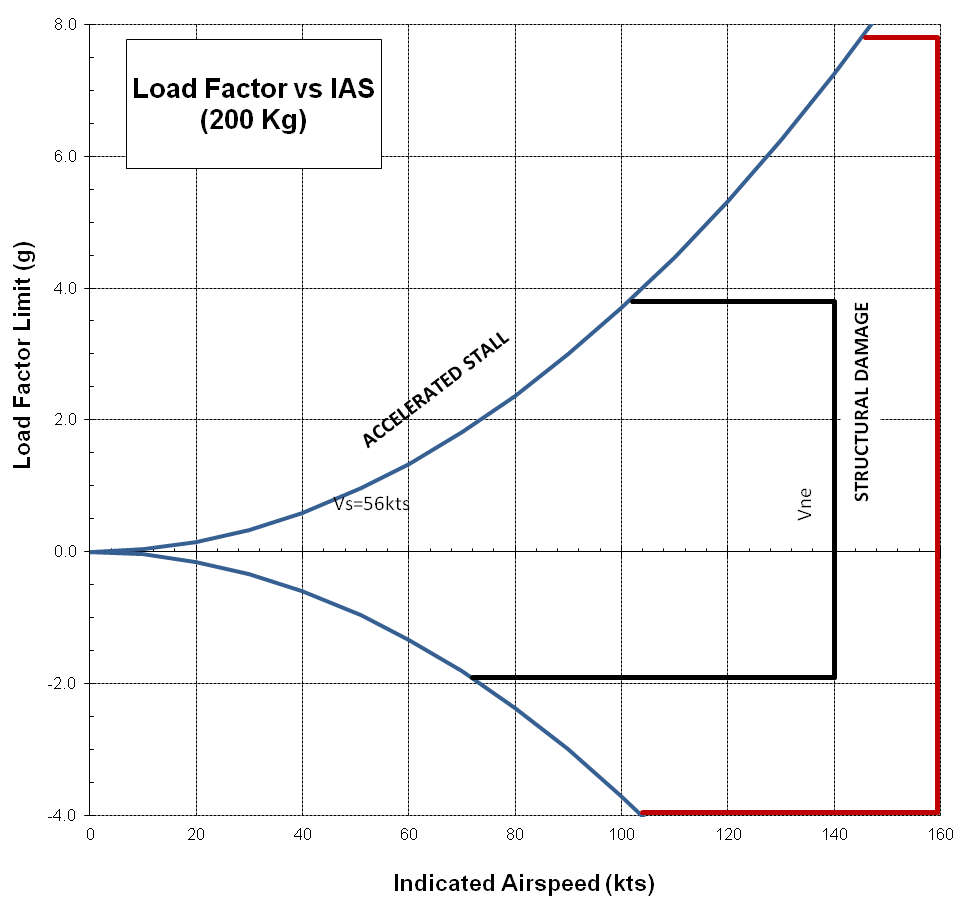 Load Factor vs IAS
(200 Kg)
8.0
6.0
4.0
2.0
0.0
-2.0
-4.0
Load Factor Limit (g)
ACCELERATED STALL
Vs=56kts
Vne
STRUCTURAL DAMAGE
0
20
40
60
80
100
120
140
160
Indicated Airspeed (kts)